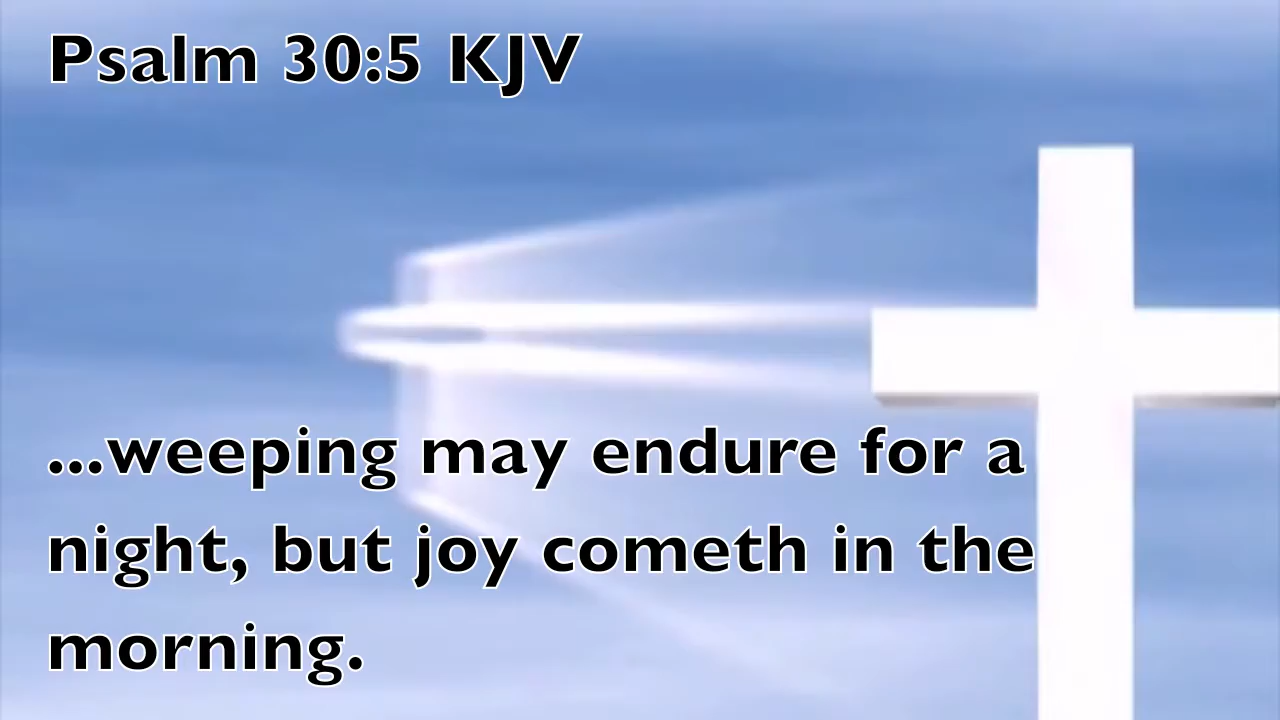 Psalm 30:5 KJV
...weeping may endure for a
night, but joy cometh in the
morning.